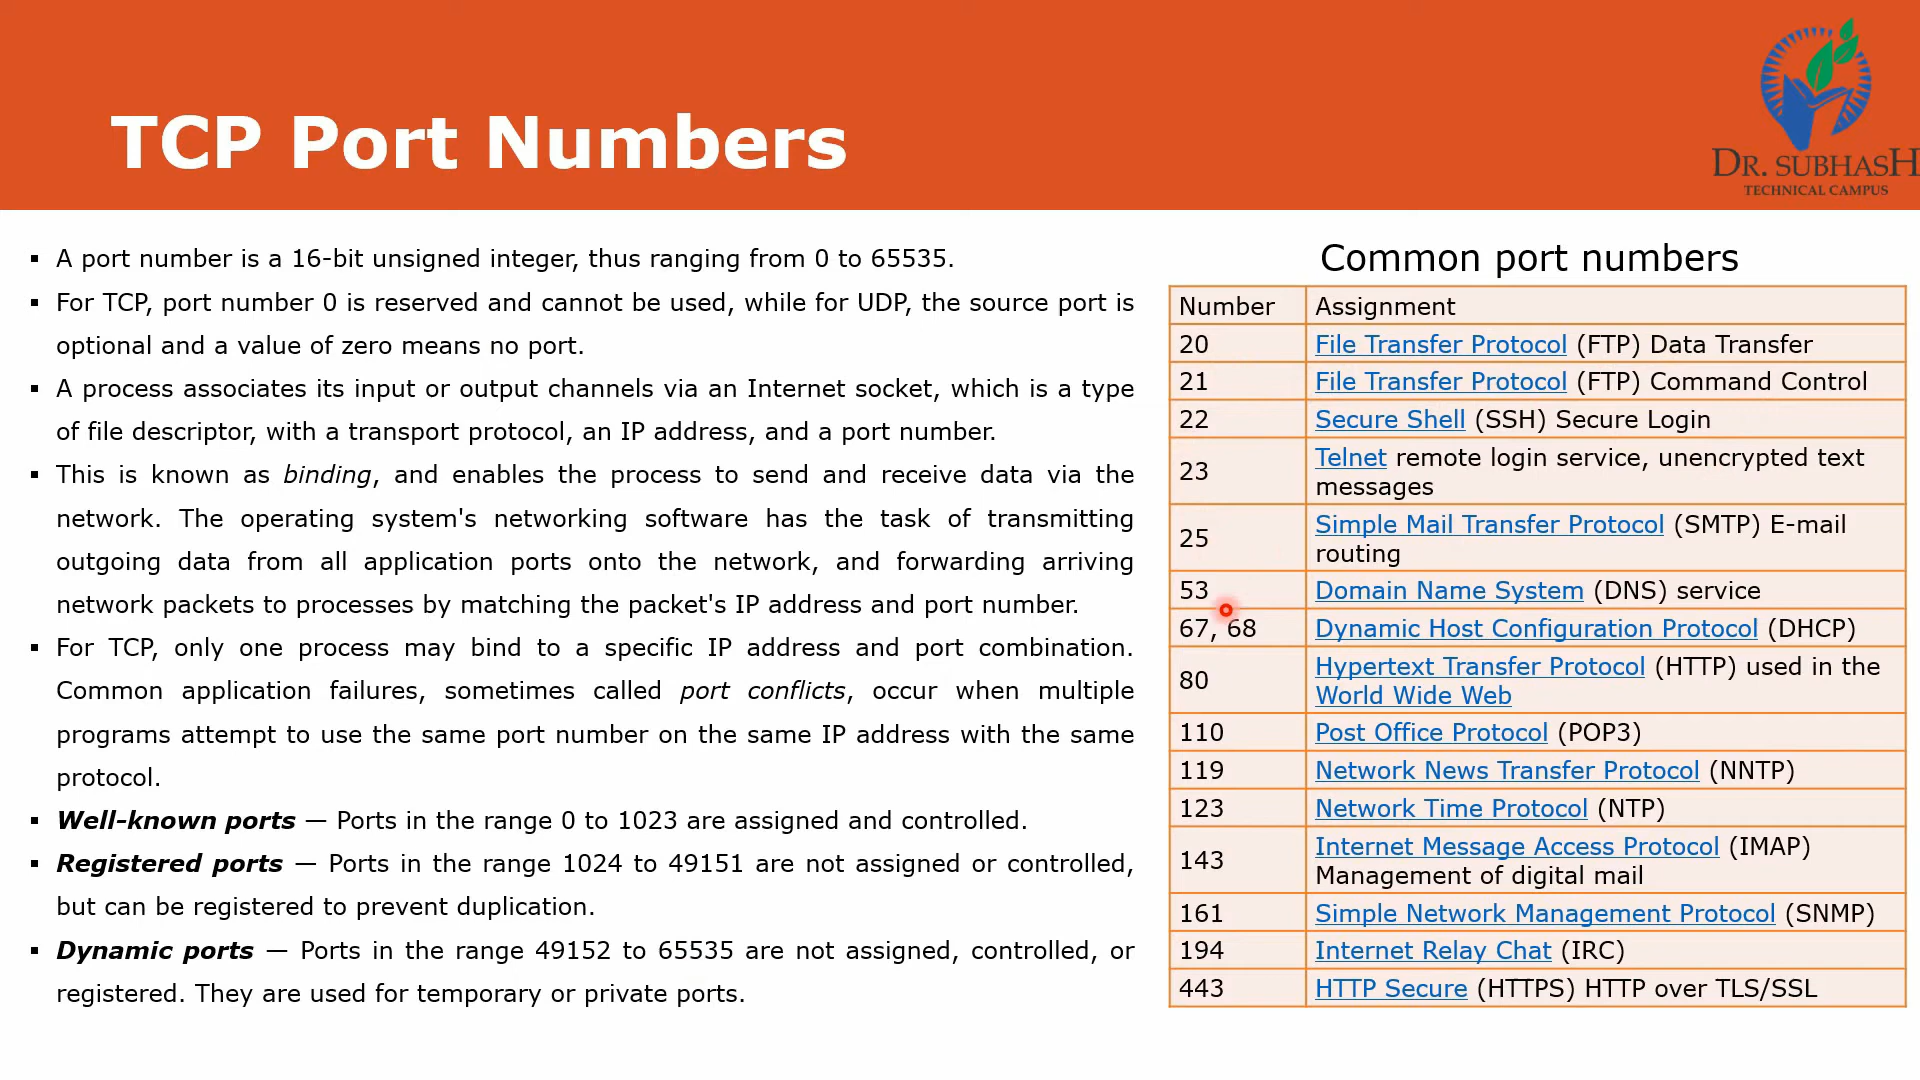 TCP Port Numbers
DR. SUBHASH
TECHNICAL CAMPUS
▪ A port number is a 16-bit unsigned integer, thus ranging from 0 to 65535.
▪ For TCP, port number 0 is reserved and cannot be used, while for UDP, the source port is
optional and a value of zero means no port.
▪ A process associates its input or output channels via an Internet socket, which is a type
of file descriptor, with a transport protocol, an IP address, and a port number.
▪ This is known as binding, and enables the process to send and receive data via the
network. The operating system's networking software has the task of transmitting
outgoing data from all application ports onto the network, and forwarding arriving
network packets to processes by matching the packet's IP address and port number.
▪ For TCP, only one process may bind to a specific IP address and port combination.
Common application failures, sometimes called port conflicts, occur when multiple
programs attempt to use the same port number on the same IP address with the same
protocol.
▪ Well-known ports — Ports in the range 0 to 1023 are assigned and controlled.
▪ Registered ports — Ports in the range 1024 to 49151 are not assigned or controlled,
but can be registered to prevent duplication.
▪ Dynamic ports — Ports in the range 49152 to 65535 are not assigned, controlled, or
registered. They are used for temporary or private ports.
Common port numbers
Number Assignment
20 File Transfer Protocol (FTP) Data Transfer
21 File Transfer Protocol (FTP) Command Control
22 Secure Shell (SSH) Secure Login
23 Telnet remote login service, unencrypted text
messages
25 Simple Mail Transfer Protocol (SMTP) E-mail
routing
53 Domain Name System (DNS) service
67, 68 Dynamic Host Configuration Protocol (DHCP)
80 Hypertext Transfer Protocol (HTTP) used in the
World Wide Web
110 Post Office Protocol (POP3)
119 Network News Transfer Protocol (NNTP)
123 Network Time Protocol (NTP)
143 Internet Message Access Protocol (IMAP)
Management of digital mail
161 Simple Network Management Protocol (SNMP)
194 Internet Relay Chat (IRC)
443 HTTP Secure (HTTPS) HTTP over TLS/SSL